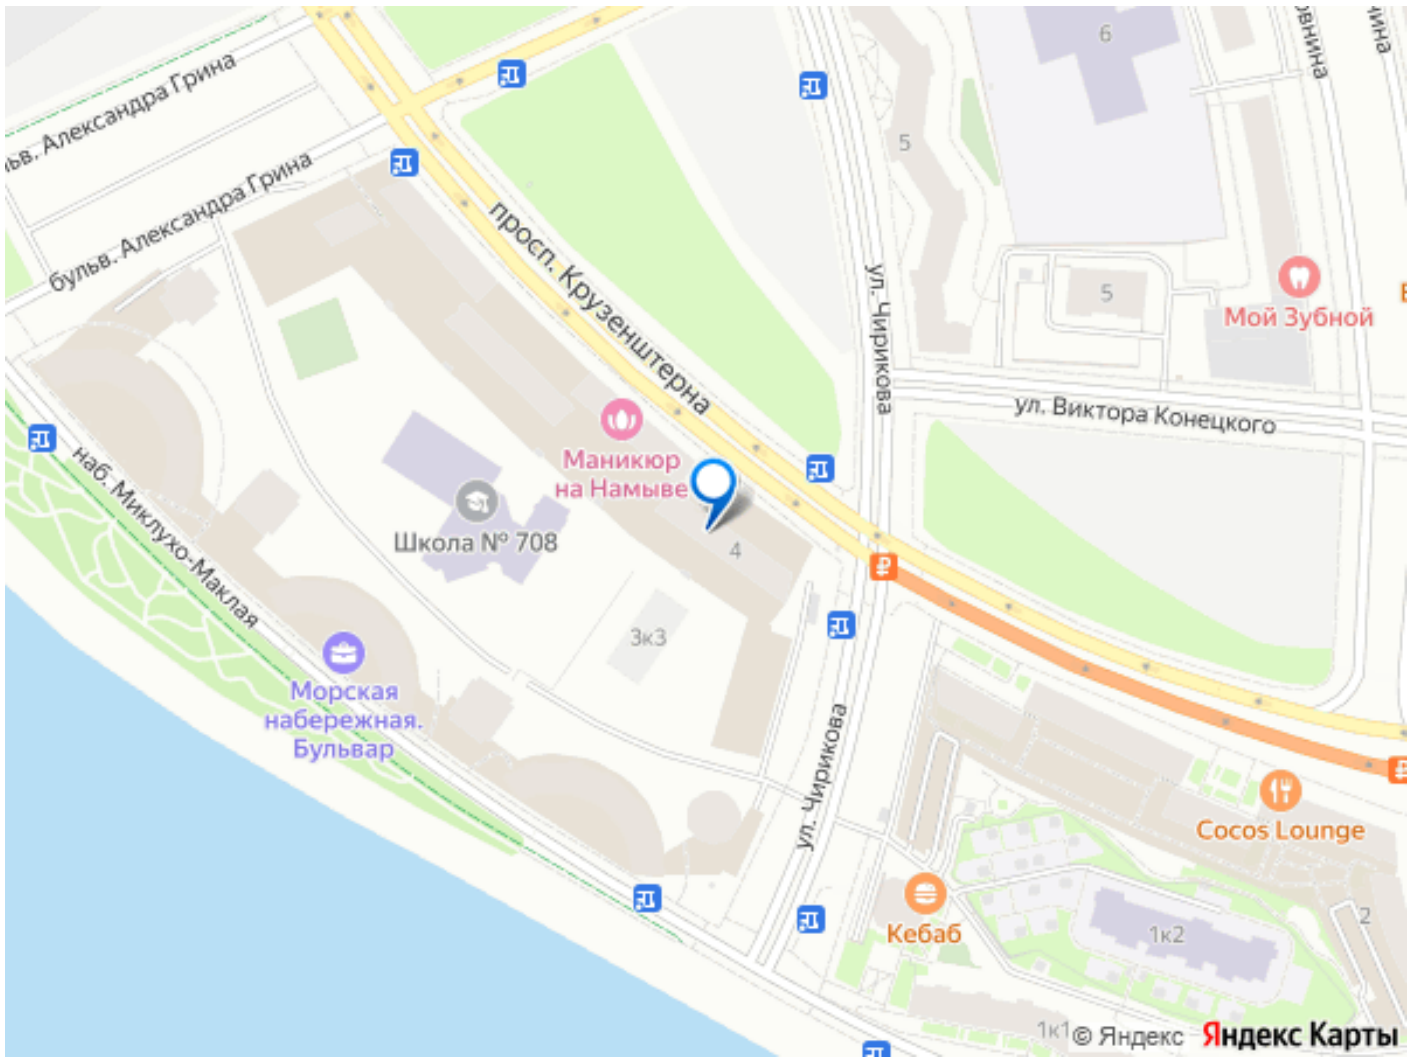 бульв. Александра Грина
6
5
бульв. Александра Грина
просп. Крузенштерна
ул. Чирикова
5
Мой Зубной
ул. Виктора Конецкого
Маникюр
на Намыве
наб. Миклухо-Маклая
Школа № 708
4
3к3
Морская
набережная.
Бульвар
ул. Чирикова
Cocos Lounge
Кебаб
2
1к2
1к1
© Яндекс Яндекс Карты